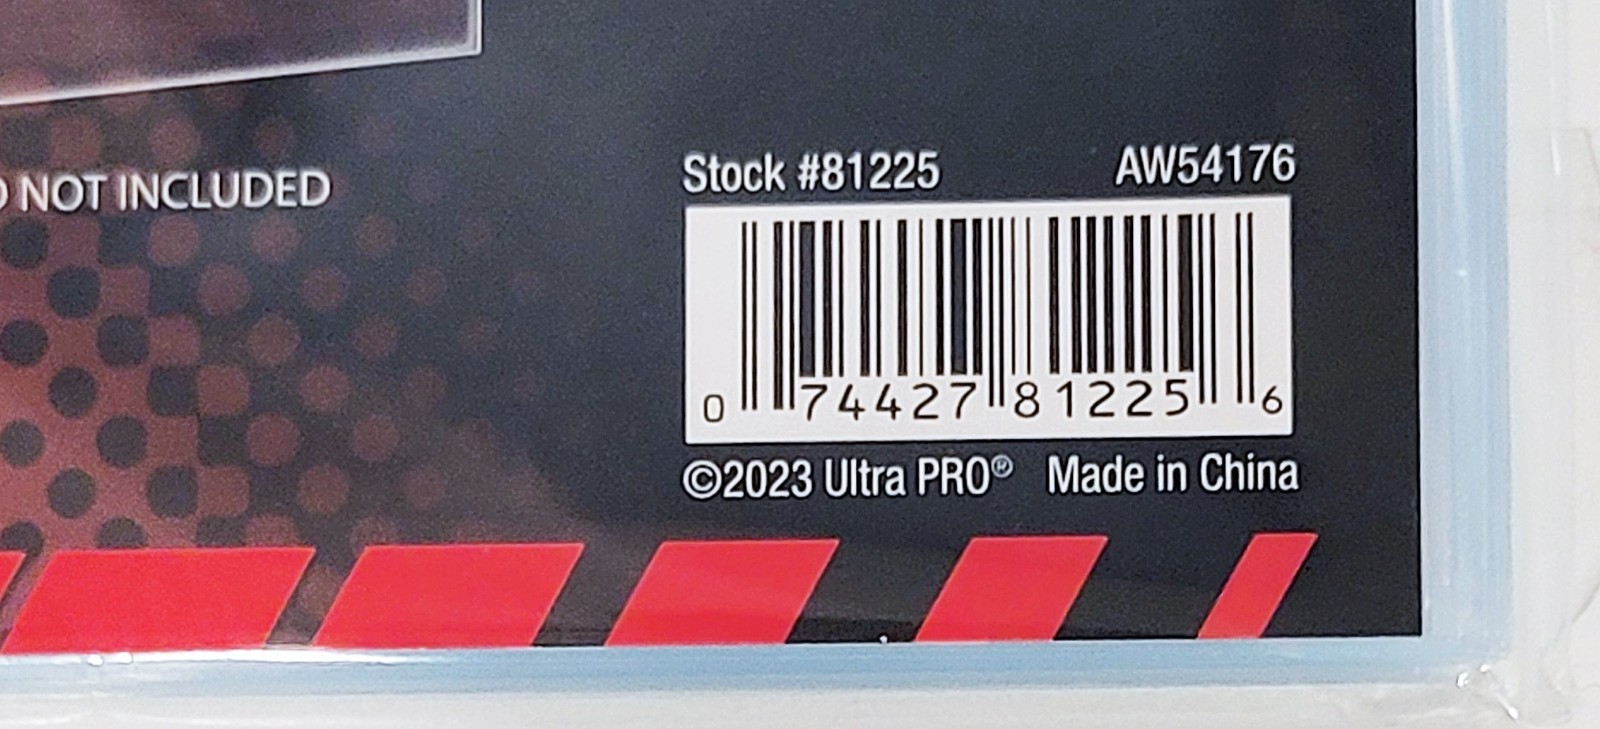 Stock #81225 AW54176
NOT INCLUDED
0 74427 81225 6
©2023 Ultra PRO® Made in China